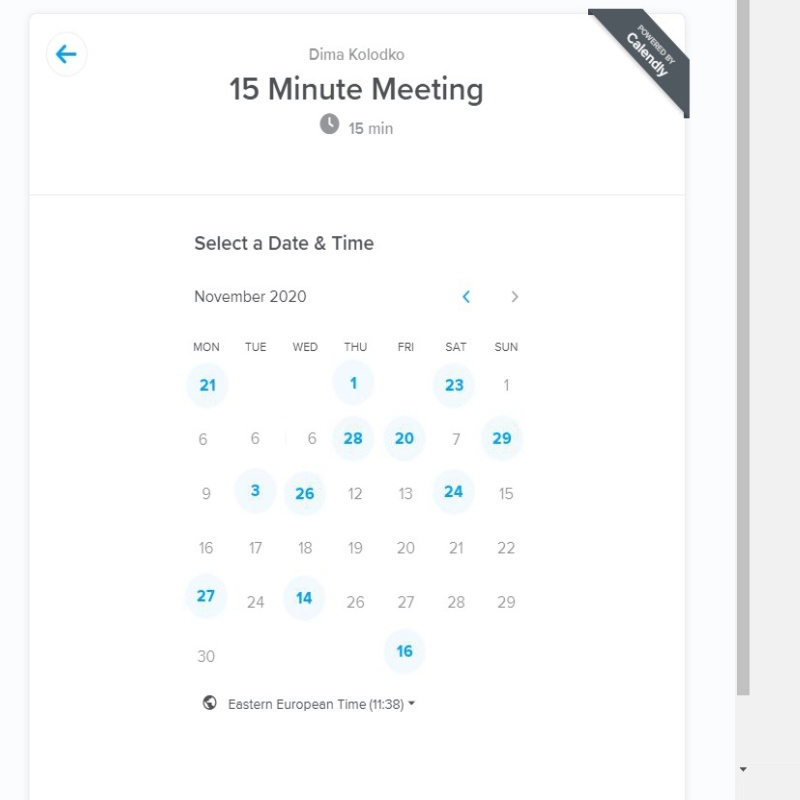 Dima Kolodko
15 Minute Meeting
15 min
POWERED BY
Calendly
Select a Date & Time
November 2020
MON TUE WED THU FRI SAT SUN
21 1 23 1
6 6 6 28 20 7 29
9 3 26 12 13 24 15
16 17 18 19 20 21 22
27 24 14 26 27 28 29
30 16
Eastern European Time (11:38)